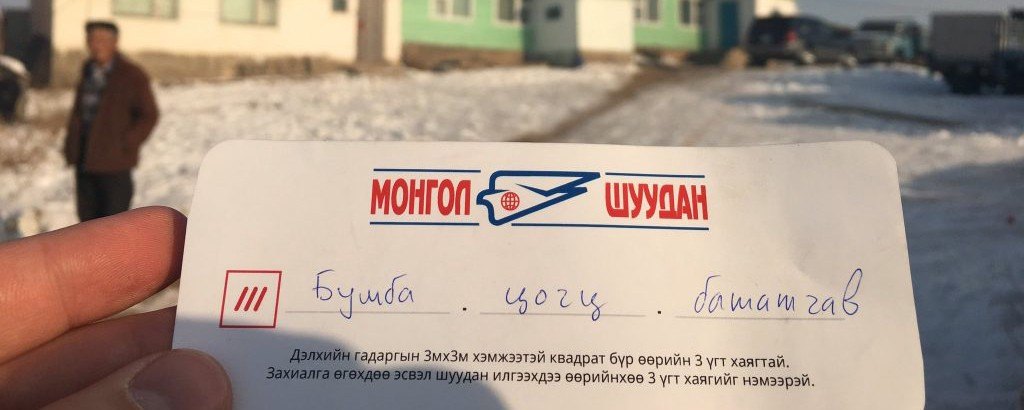 МОНГОЛ ШУУДАН
/// Бумба . цогц . бататгав
Дэлхийн гадаргын 3мх3м хэмжээтэй квадрат бүр өөрийн 3 үгт хаягтай.
Захиалга өгөхдөө эсвэл шуудан илгээхдээ өөрийнхөө 3 үгт хаягийг нэмээрэй.